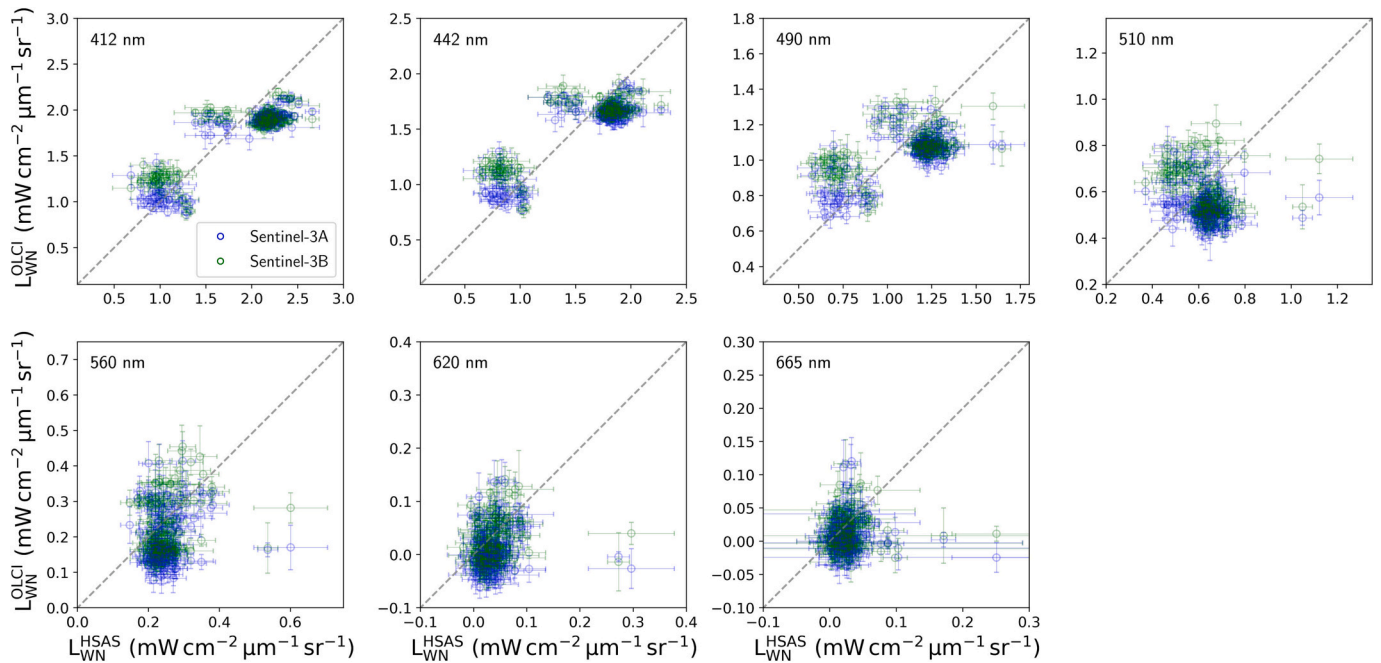 412 nm
3.0
2.5
2.0
1.5
1.0
0.5
0.5 1.0 1.5 2.0 2.5 3.0
Sentinel-3A
Sentinel-3B
442 nm
2.5
2.0
1.5
1.0
0.5
0.5 1.0 1.5 2.0 2.5
490 nm
1.8
1.6
1.4
1.2
1.0
0.8
0.6
0.4
0.50 0.75 1.00 1.25 1.50 1.75
510 nm
1.2
1.0
0.8
0.6
0.4
0.2
0.2 0.4 0.6 0.8 1.0 1.2
L_WN^OLCI (mW cm⁻² µm⁻¹ sr⁻¹)
560 nm
0.7
0.6
0.5
0.4
0.3
0.2
0.1
0.0
0.0 0.2 0.4 0.6
620 nm
0.4
0.3
0.2
0.1
0.0
−0.1
−0.1 0.0 0.1 0.2 0.3 0.4
665 nm
0.30
0.25
0.20
0.15
0.10
0.05
0.00
−0.05
−0.10
−0.1 0.0 0.1 0.2 0.3
L_WN^OLCI (mW cm⁻² µm⁻¹ sr⁻¹)
L_WN^HSAS (mW cm⁻² µm⁻¹ sr⁻¹)
L_WN^HSAS (mW cm⁻² µm⁻¹ sr⁻¹)
L_WN^HSAS (mW cm⁻² µm⁻¹ sr⁻¹)